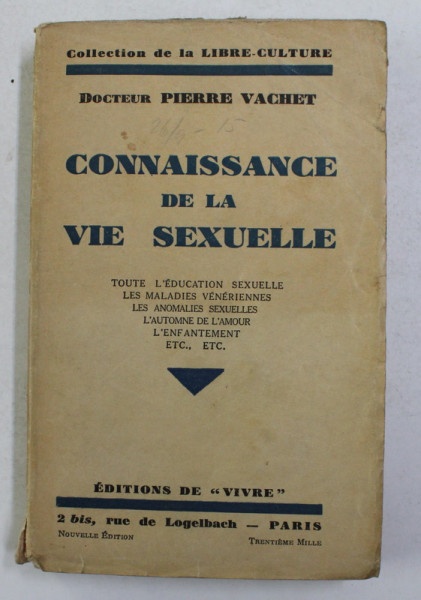 Collection de la LIBRE-CULTURE
DOCTEUR PIERRE VACHET
CONNAISSANCE
DE LA
VIE SEXUELLE
TOUTE L'ÉDUCATION SEXUELLE
LES MALADIES VÉNÉRIENNES
LES ANOMALIES SEXUELLES
L'AUTOMNE DE L'AMOUR
L'ENFANTEMENT
ETC., ETC.
ÉDITIONS DE "VIVRE"
2 bis, rue de Logelbach — PARIS
NOUVELLE ÉDITION TRENTIÈME MILLE